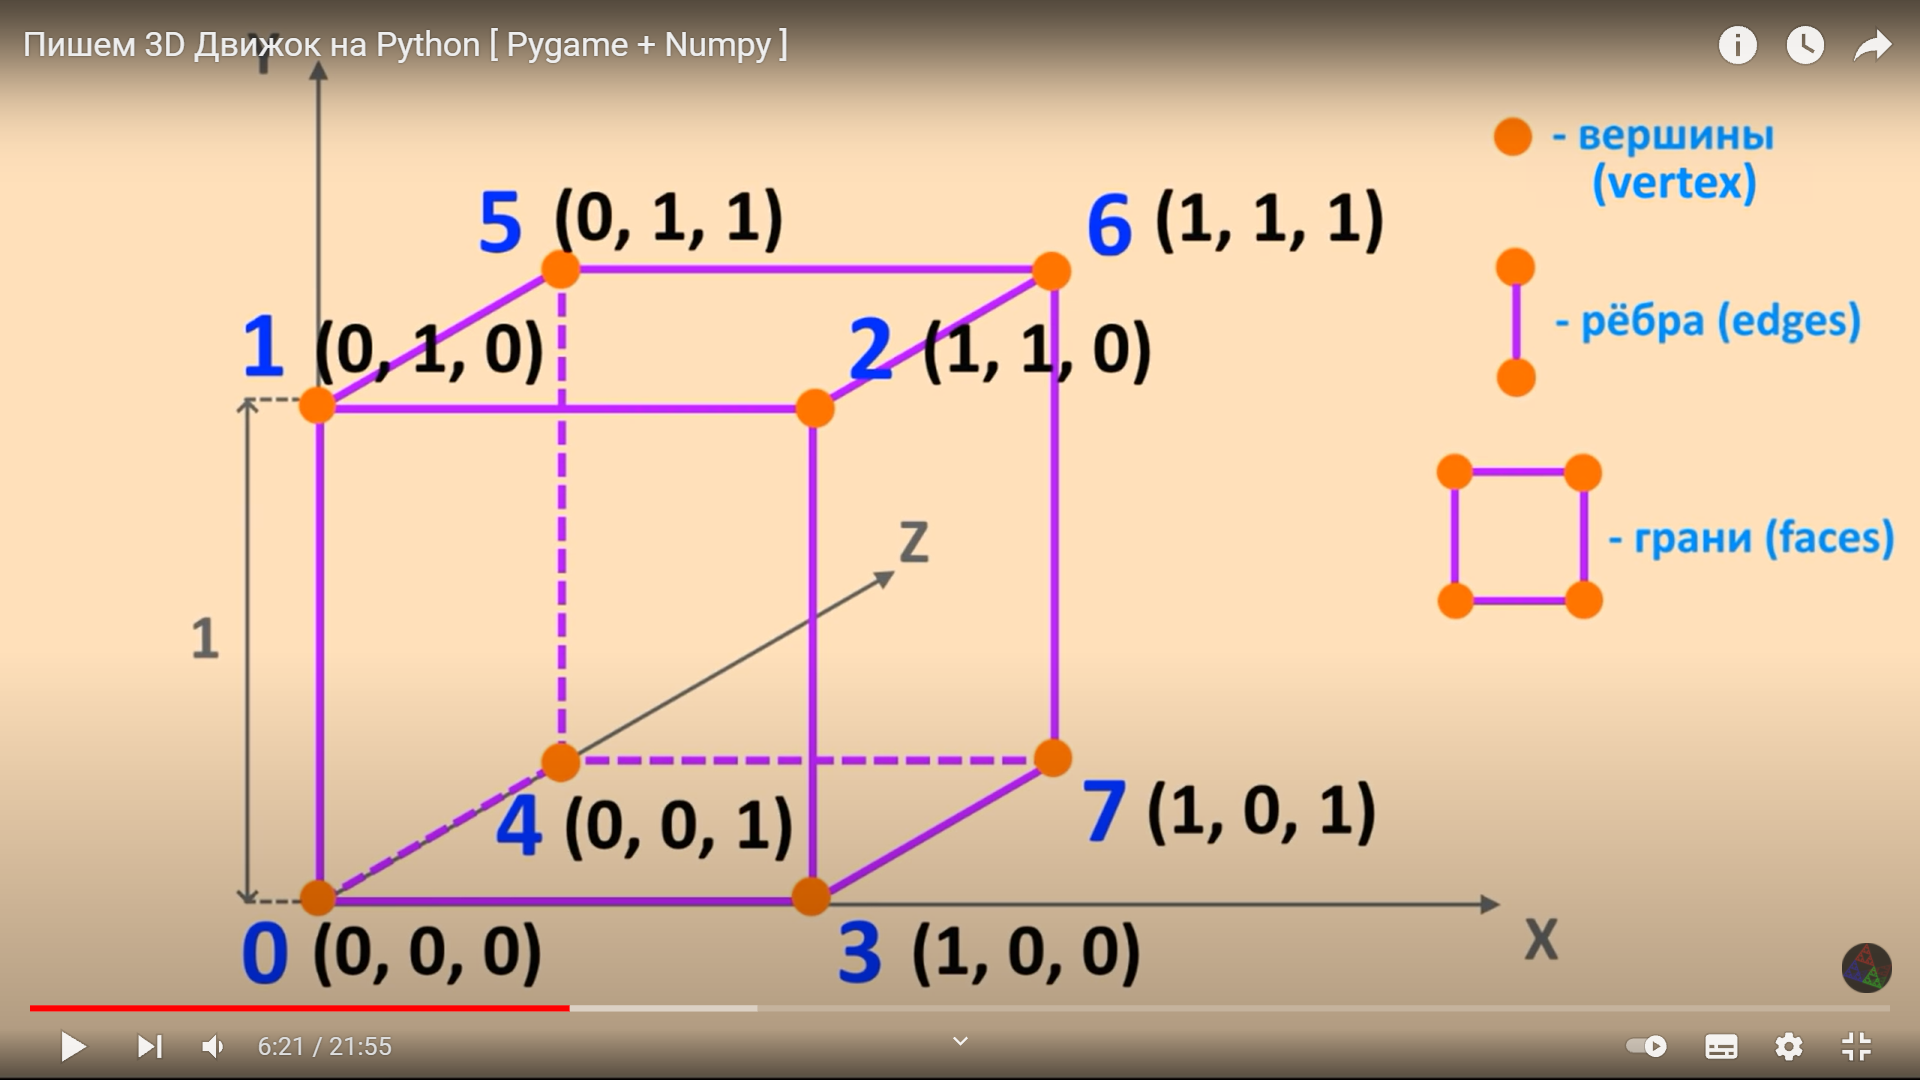 Пишем 3D Движок на Python [ Pygame + Numpy ]
Y
- вершины
(vertex)
5 (0, 1, 1)
6 (1, 1, 1)
1 (0, 1, 0)
2 (1, 1, 0)
- рёбра (edges)
Z
- грани (faces)
1
4 (0, 0, 1)
7 (1, 0, 1)
0 (0, 0, 0)
3 (1, 0, 0)
X
6:21 / 21:55